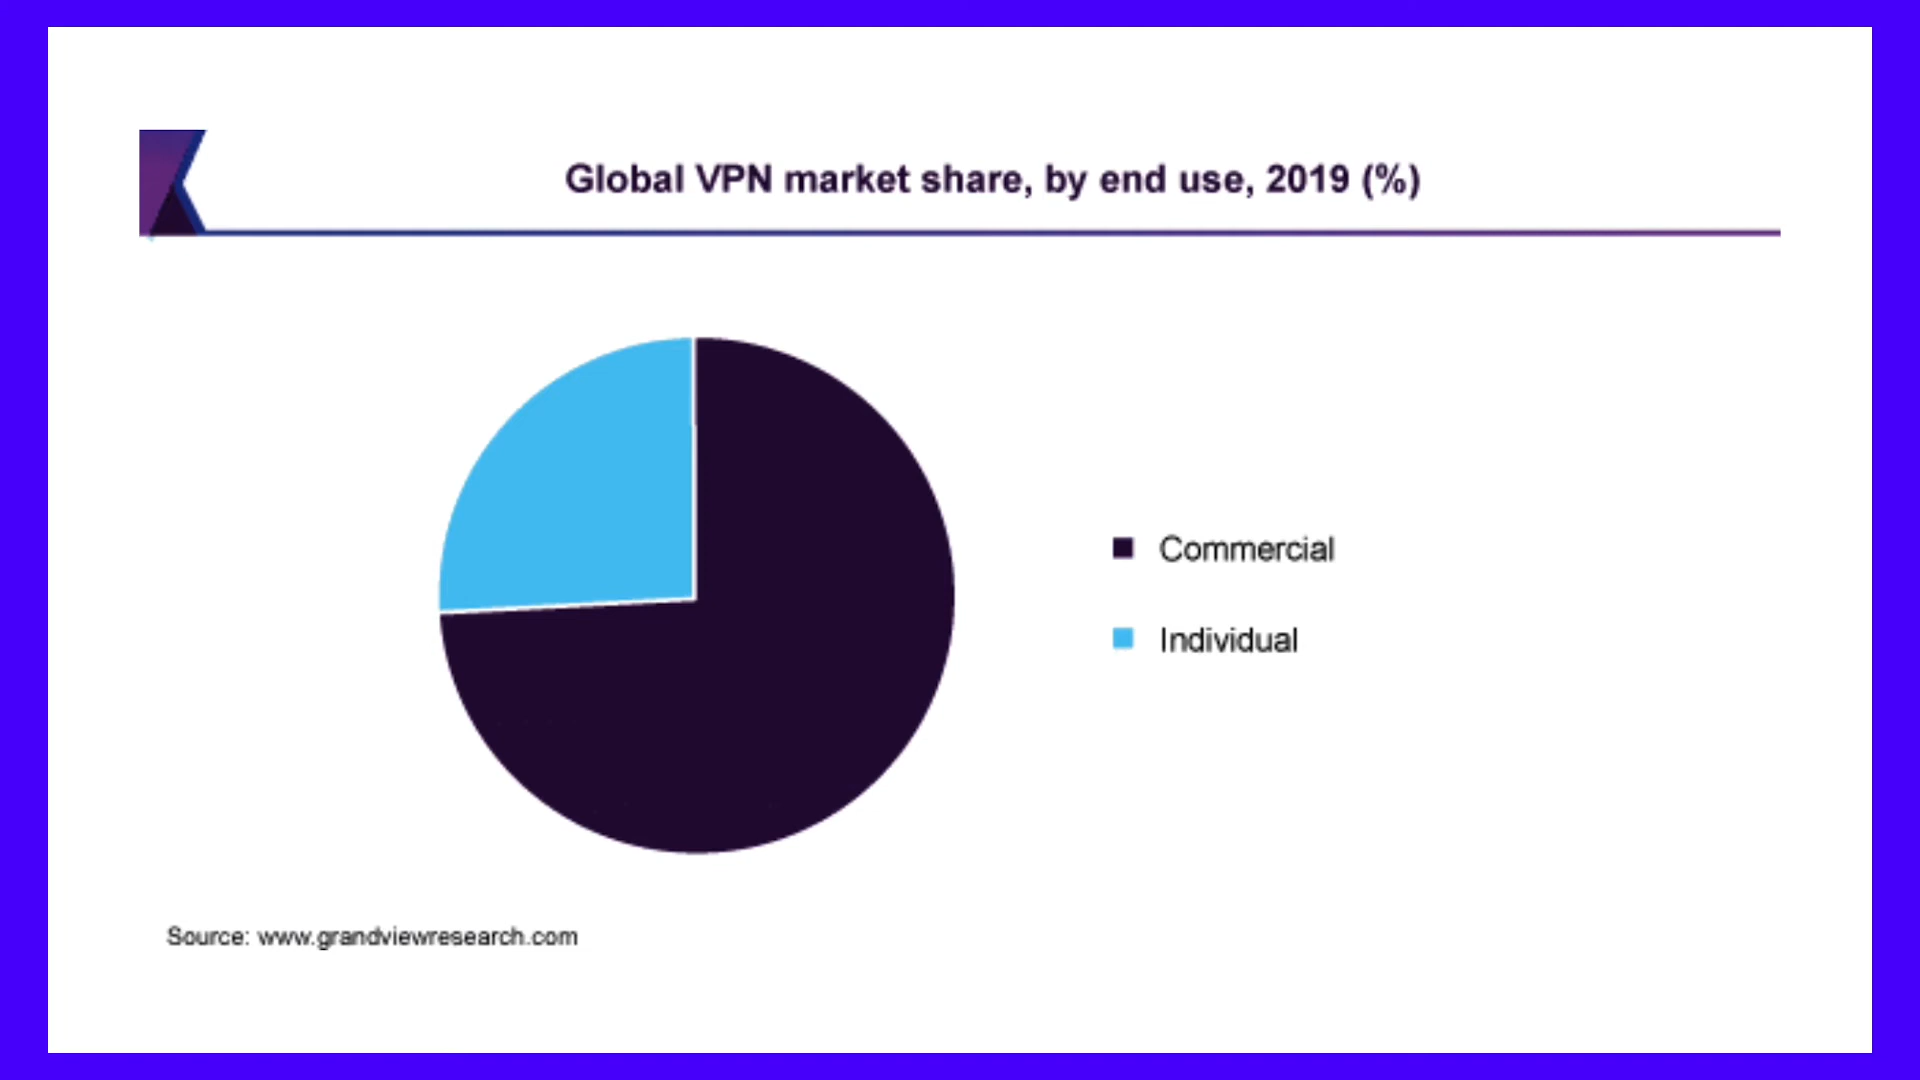 Global VPN market share, by end use, 2019 (%)
Commercial
Individual
Source: www.grandviewresearch.com